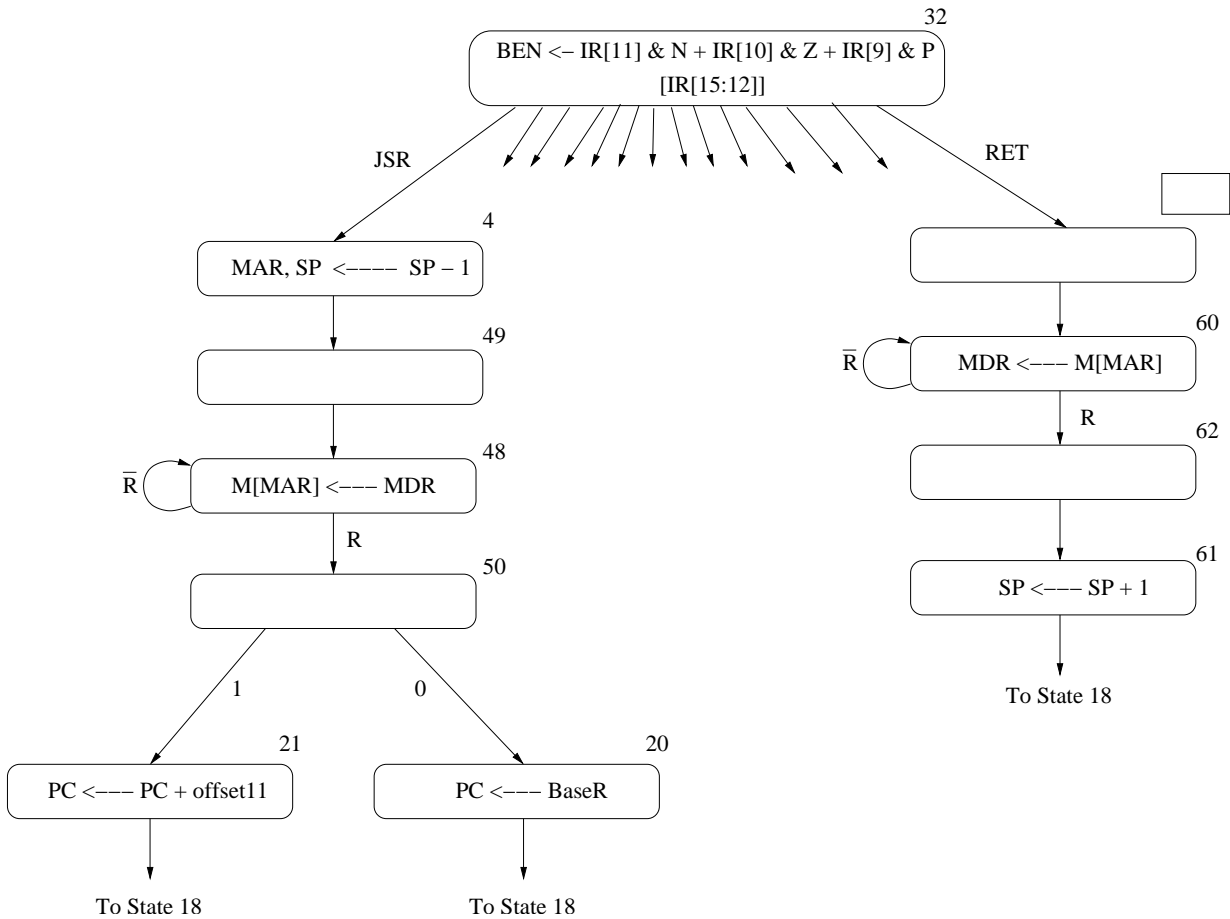 32
BEN <– IR[11] & N + IR[10] & Z + IR[9] & P
[IR[15:12]]
JSR
RET
4
MAR, SP <–––– SP – 1
49
60
R̅
MDR <––– M[MAR]
R
48
62
R̅
M[MAR] <––– MDR
R
50
61
SP <––– SP + 1
1
0
To State 18
21
20
PC <––– PC + offset11
PC <––– BaseR
To State 18
To State 18